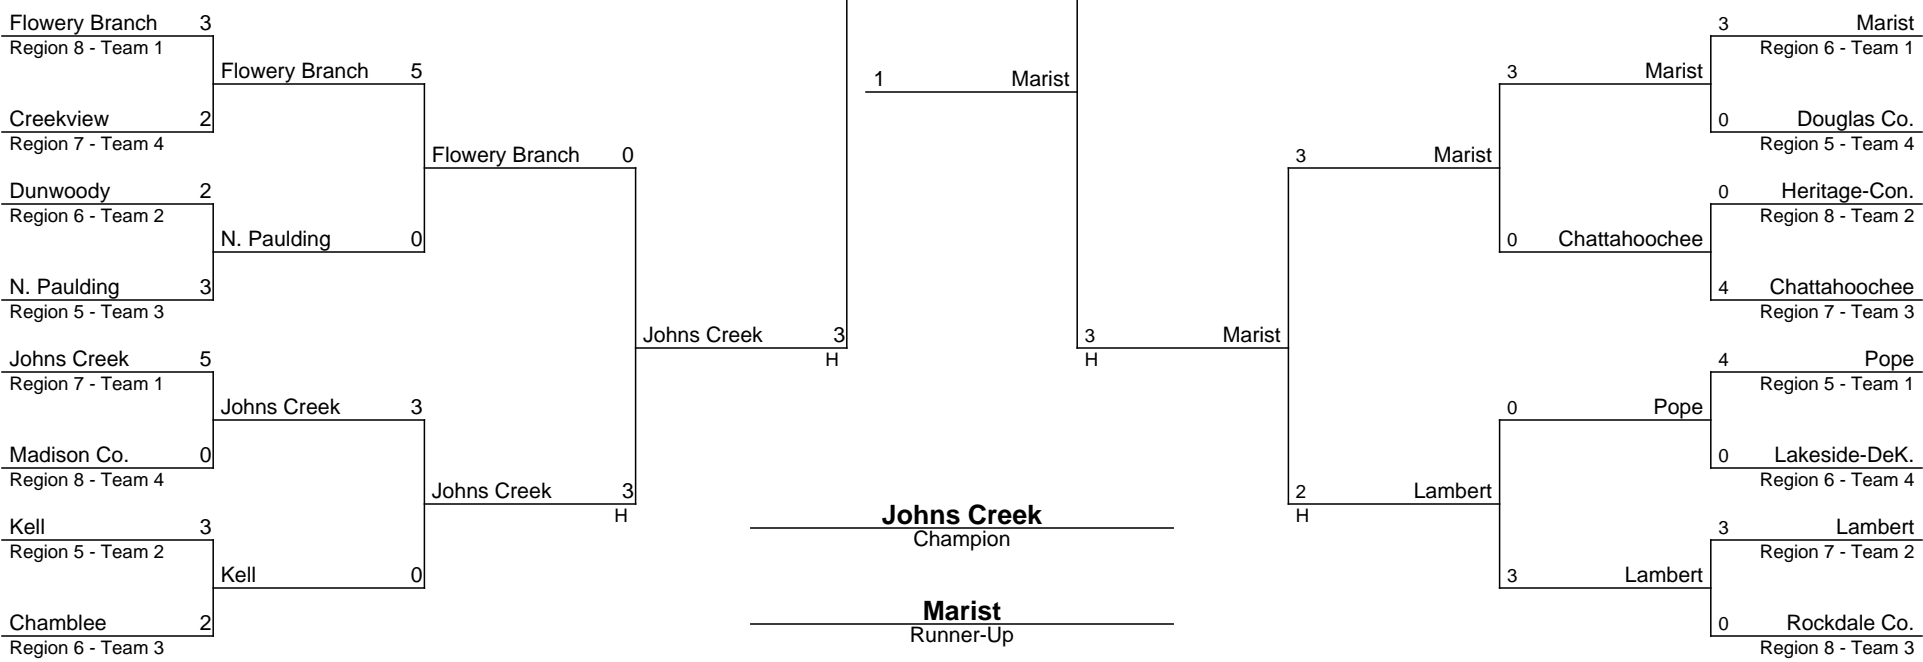 Flowery Branch 3
Region 8 - Team 1
Flowery Branch 5
Creekview 2
Region 7 - Team 4
Flowery Branch 0
Dunwoody 2
Region 6 - Team 2
N. Paulding 0
N. Paulding 3
Region 5 - Team 3
Johns Creek 3
H
Johns Creek 5
Region 7 - Team 1
Johns Creek 3
Madison Co. 0
Region 8 - Team 4
Johns Creek 3
H
Kell 3
Region 5 - Team 2
Kell 0
Chamblee 2
Region 6 - Team 3
1 Marist
Johns Creek
Champion
Marist
Runner-Up
3 Marist
H
3 Marist
2 Lambert
H
3 Marist
0 Chattahoochee
0 Pope
3 Lambert
3 Marist
Region 6 - Team 1
0 Douglas Co.
Region 5 - Team 4
0 Heritage-Con.
Region 8 - Team 2
4 Chattahoochee
Region 7 - Team 3
4 Pope
Region 5 - Team 1
0 Lakeside-DeK.
Region 6 - Team 4
3 Lambert
Region 7 - Team 2
0 Rockdale Co.
Region 8 - Team 3